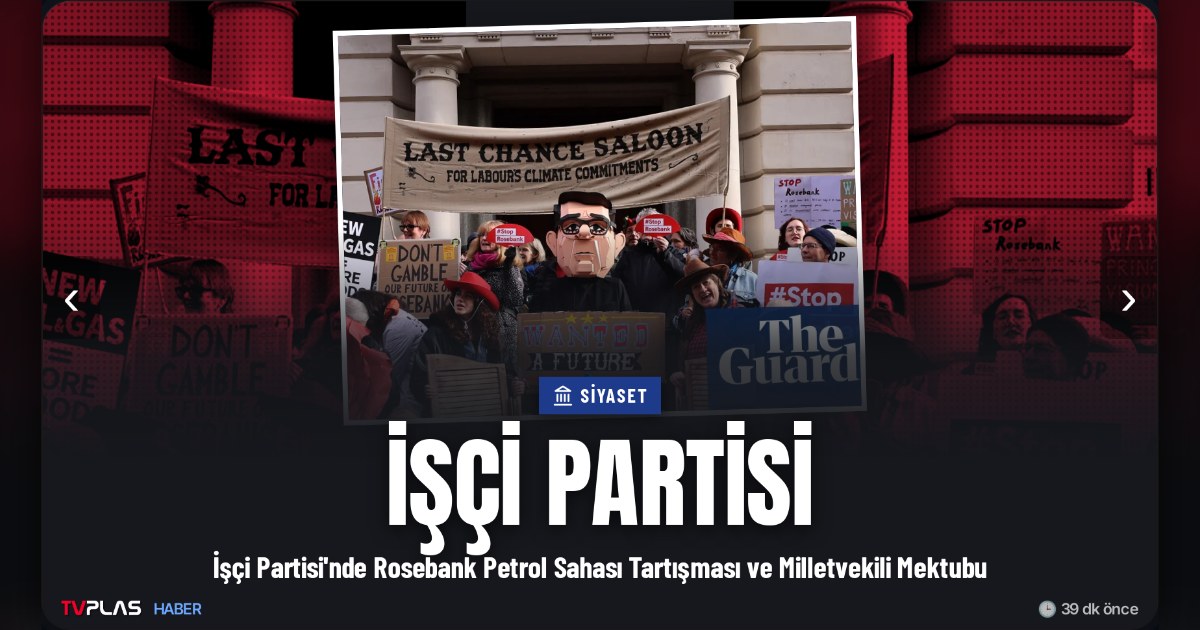 LAST CHANCE SALOON
FOR LABOUR'S CLIMATE COMMITMENTS
STOP
Rosebank
#Stop
Rosebank
#Stop
Rosebank
DON'T
GAMBLE
OUR FUTURE
WANTED
A FUTURE
#Stop
The
Guard
LAST
FOR LA
NEW
L&GAS
DON'T
GAMBLE
STOP
Rosebank
SİYASET
İŞÇİ PARTİSİ
İşçi Partisi'nde Rosebank Petrol Sahası Tartışması ve Milletvekili Mektubu
TVPLAS HABER
39 dk önce